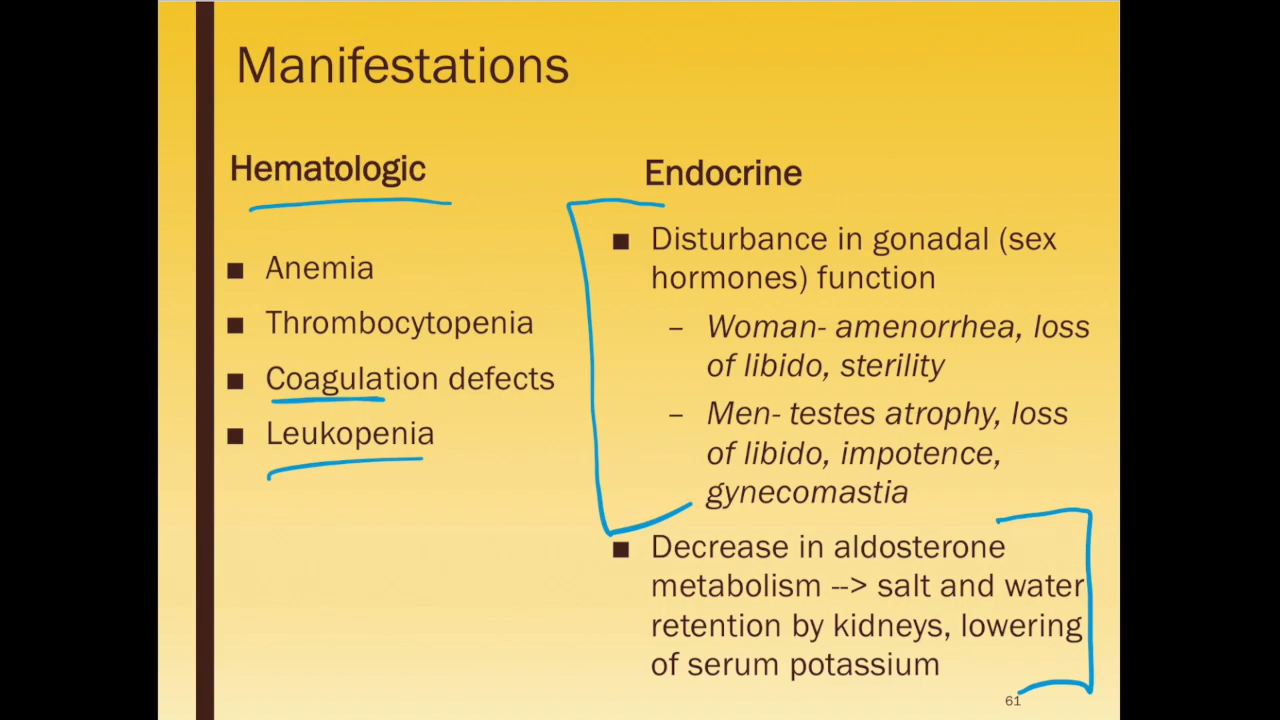 Manifestations
Hematologic
■ Anemia
■ Thrombocytopenia
■ Coagulation defects
■ Leukopenia
Endocrine
■ Disturbance in gonadal (sex
hormones) function
– Woman- amenorrhea, loss
of libido, sterility
– Men- testes atrophy, loss
of libido, impotence,
gynecomastia
■ Decrease in aldosterone
metabolism --> salt and water
retention by kidneys, lowering
of serum potassium
61